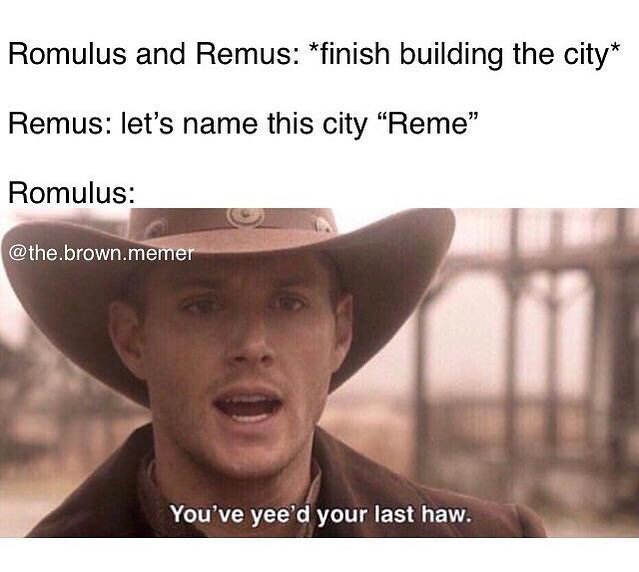 Romulus and Remus: *finish building the city*
Remus: let’s name this city “Reme”
Romulus:
@the.brown.memer
You've yee'd your last haw.